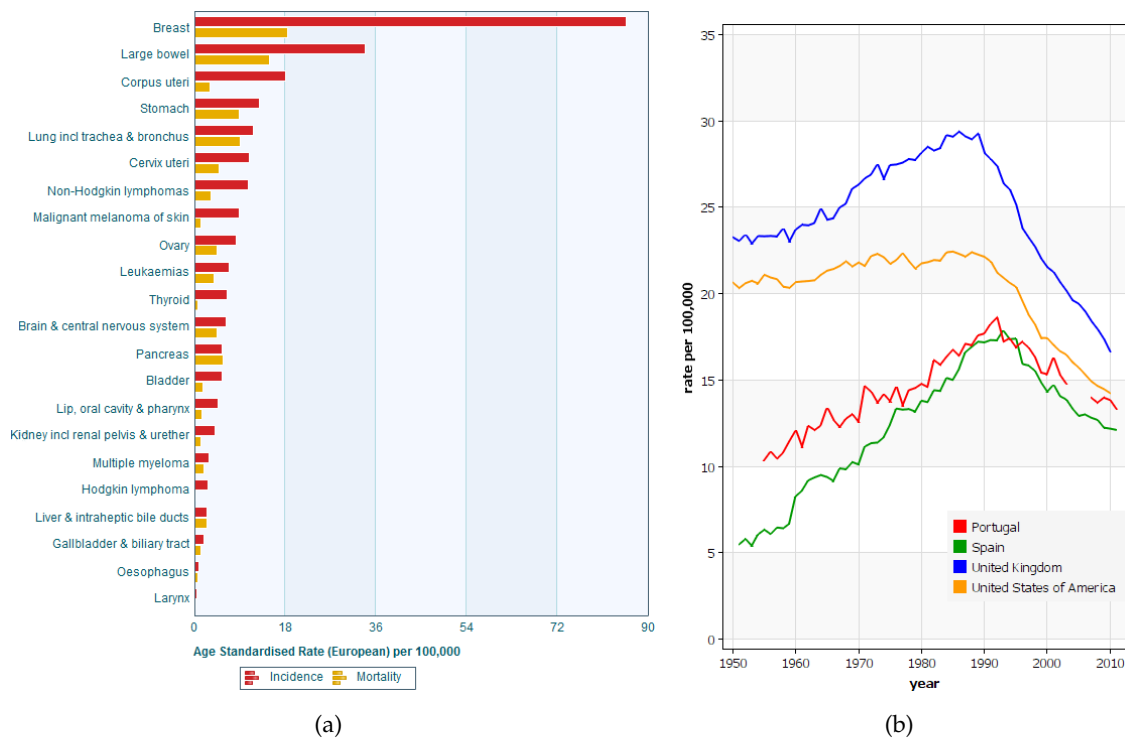 Breast
Large bowel
Corpus uteri
Stomach
Lung incl trachea & bronchus
Cervix uteri
Non-Hodgkin lymphomas
Malignant melanoma of skin
Ovary
Leukaemias
Thyroid
Brain & central nervous system
Pancreas
Bladder
Lip, oral cavity & pharynx
Kidney incl renal pelvis & urether
Multiple myeloma
Hodgkin lymphoma
Liver & intraheptic bile ducts
Gallbladder & biliary tract
Oesophagus
Larynx
0 18 36 54 72 90
Age Standardised Rate (European) per 100,000
Incidence Mortality
(a)
35
30
25
20
15
10
5
0
rate per 100,000
Portugal
Spain
United Kingdom
United States of America
1950 1960 1970 1980 1990 2000 2010
year
(b)